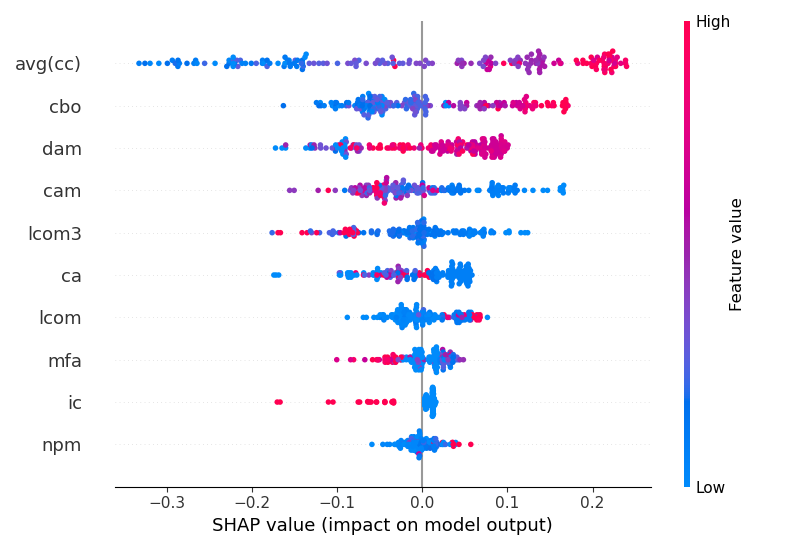 High
avg(cc)
cbo
dam
cam
lcom3
ca
lcom
mfa
ic
npm
Feature value
Low
−0.3 −0.2 −0.1 0.0 0.1 0.2
SHAP value (impact on model output)